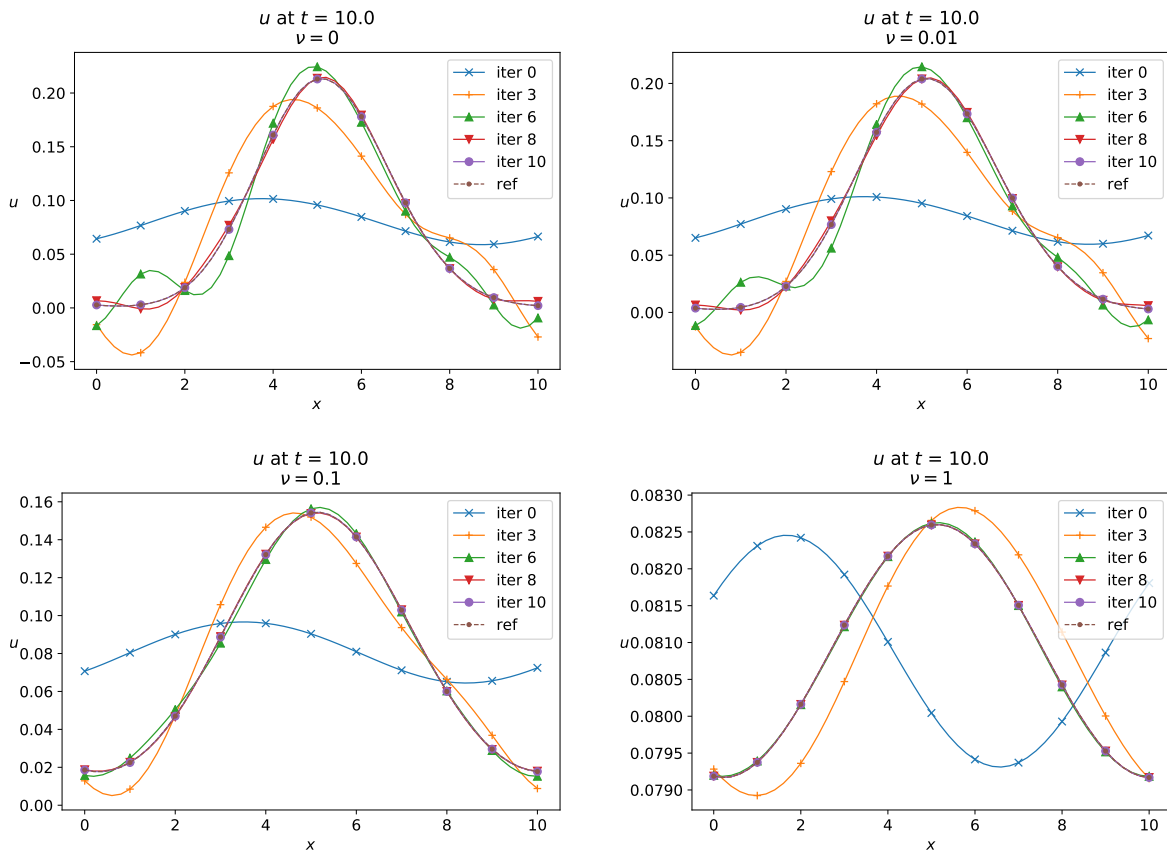 u at t = 10.0
ν = 0
0.20
0.15
0.10
0.05
0.00
−0.05
u
0
2
4
6
8
10
x
iter 0
iter 3
iter 6
iter 8
iter 10
ref
u at t = 10.0
ν = 0.01
0.20
0.15
0.10
0.05
0.00
u
0
2
4
6
8
10
x
iter 0
iter 3
iter 6
iter 8
iter 10
ref
u at t = 10.0
ν = 0.1
0.16
0.14
0.12
0.10
0.08
0.06
0.04
0.02
0.00
u
0
2
4
6
8
10
x
iter 0
iter 3
iter 6
iter 8
iter 10
ref
u at t = 10.0
ν = 1
0.0830
0.0825
0.0820
0.0815
0.0810
0.0805
0.0800
0.0795
0.0790
u
0
2
4
6
8
10
x
iter 0
iter 3
iter 6
iter 8
iter 10
ref